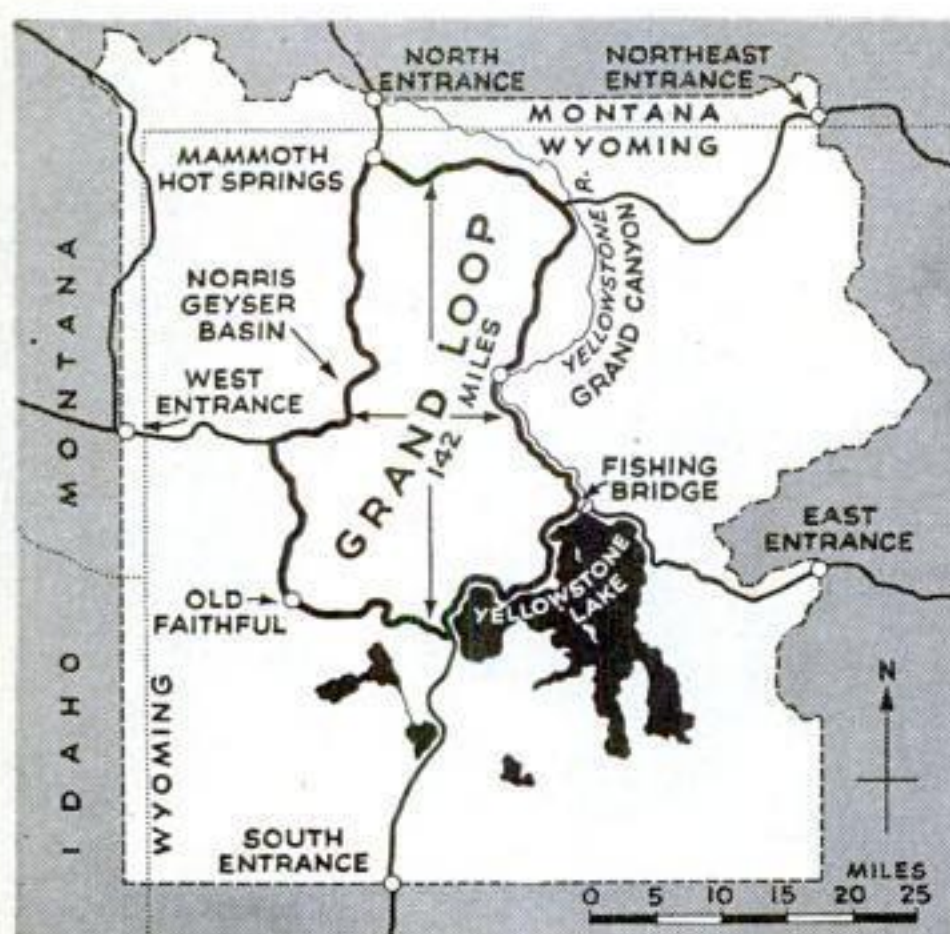 NORTH
ENTRANCE
NORTHEAST
ENTRANCE
MONTANA
WYOMING
MAMMOTH
HOT SPRINGS
YELLOWSTONE R.
GRAND CANYON
GRAND LOOP
142 MILES
NORRIS
GEYSER
BASIN
WEST
ENTRANCE
MONTANA
FISHING
BRIDGE
EAST
ENTRANCE
YELLOWSTONE
LAKE
OLD
FAITHFUL
IDAHO
WYOMING
N
SOUTH
ENTRANCE
MILES
0 5 10 15 20 25